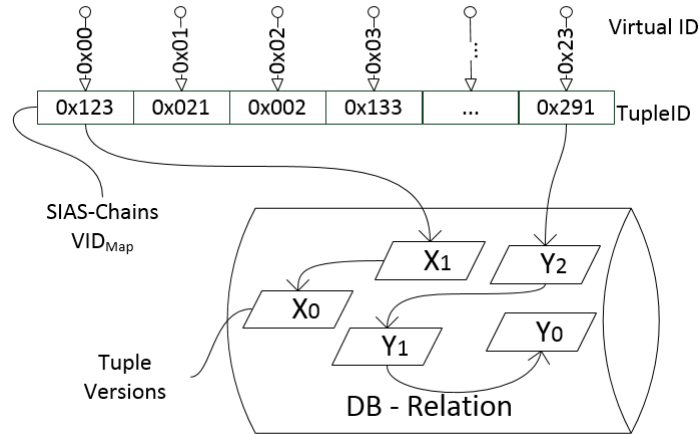 Virtual ID
0x00
0x01
0x02
0x03
...
0x23
0x123 0x021 0x002 0x133 ... 0x291
TupleID
SIAS-Chains
VIDMap
X1
Y2
X0
Y1
Y0
Tuple
Versions
DB - Relation